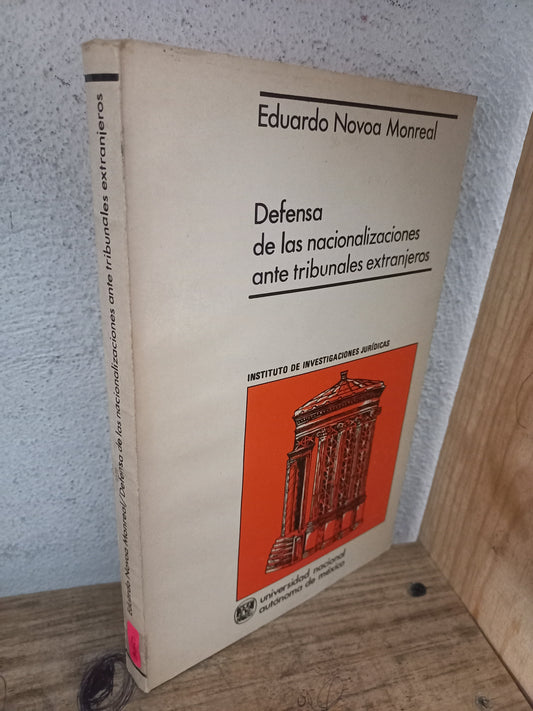 Eduardo Novoa Monreal
Defensa
de las nacionalizaciones
ante tribunales extranjeros
INSTITUTO DE INVESTIGACIONES JURÍDICAS
universidad nacional
autónoma de méxico
Eduardo Novoa Monreal/Defensa de las nacionalizaciones ante tribunales extranjeros